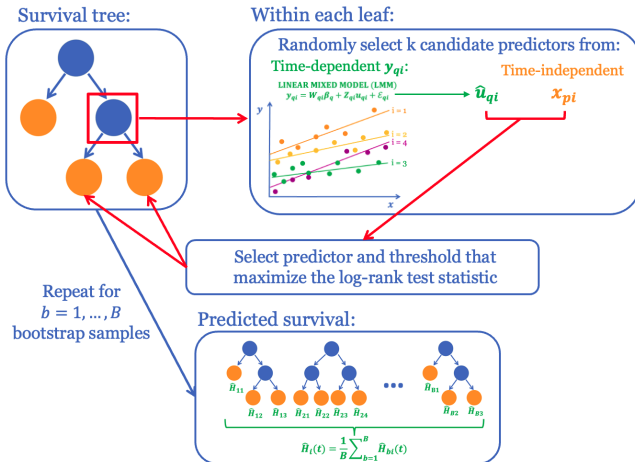 Survival tree:
Within each leaf:
Randomly select k candidate predictors from:
Time-dependent y_qi
Time-independent
LINEAR MIXED MODEL (LMM)
y_qi = W_qi β_q + Z_qi u_qi + ε_qi
û_qi
x_pi
y
i = 1
i = 2
i = 4
i = 3
x
Select predictor and threshold that
maximize the log-rank test statistic
Repeat for
b = 1, ..., B
bootstrap samples
Predicted survival:
Ĥ_11
Ĥ_12 Ĥ_13 Ĥ_21 Ĥ_22 Ĥ_23 Ĥ_24
...
Ĥ_B1
Ĥ_B2 Ĥ_B3
Ĥ_i(t) = 1/B ∑_{b=1}^{B} Ĥ_bi(t)